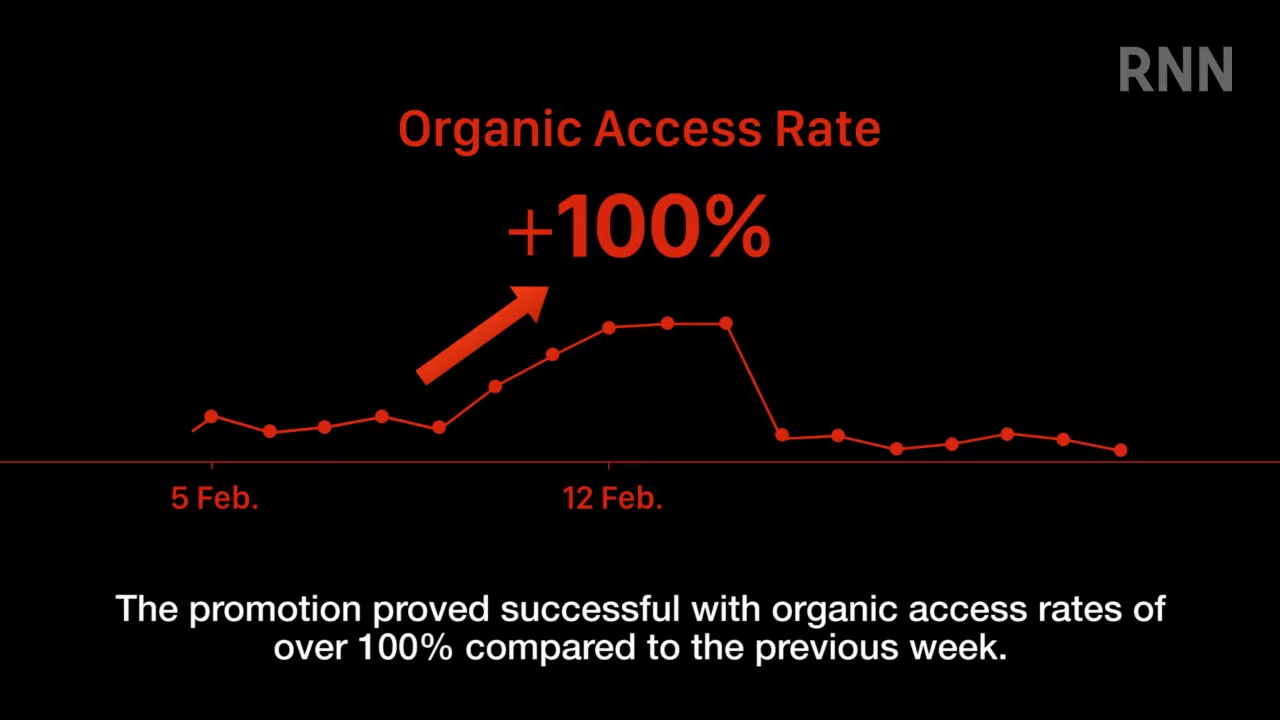 RNN
Organic Access Rate
+100%
5 Feb.
12 Feb.
The promotion proved successful with organic access rates of
over 100% compared to the previous week.